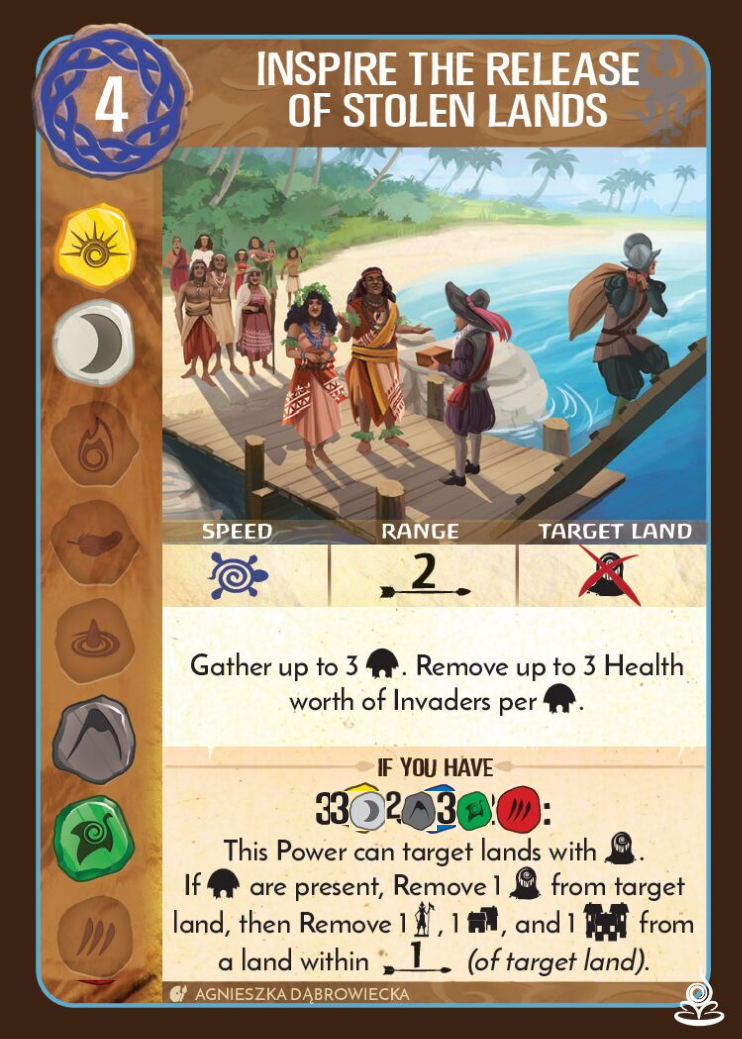 4
INSPIRE THE RELEASE
OF STOLEN LANDS
SPEED RANGE TARGET LAND
2
Gather up to 3 . Remove up to 3 Health
worth of Invaders per .
IF YOU HAVE
33 2 3 :
This Power can target lands with .
If are present, Remove 1 from target
land, then Remove 1 , 1 , and 1 from
a land within 1 (of target land).
AGNIESZKA DĄBROWIECKA